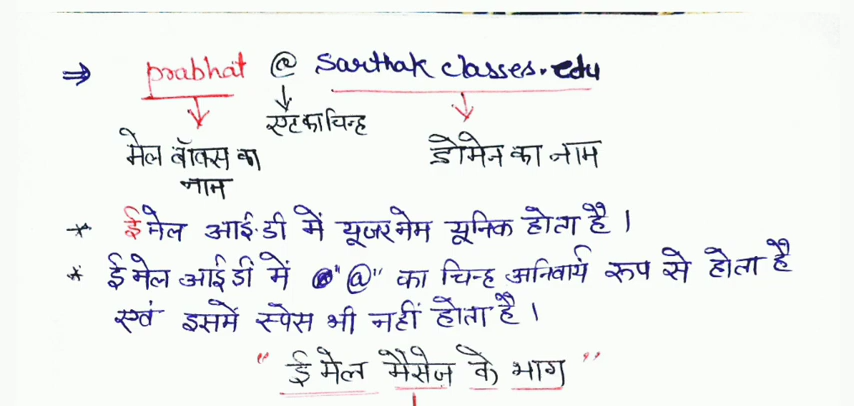 ⇒ prabhat @ Sarthak classes.edu
एट का चिन्ह
मेल बॉक्स का
नाम
डोमेन का नाम
* ईमेल आई.डी में यूजरनेम यूनिक होता है।
* ईमेल आई डी में "@" का चिन्ह अनिवार्य रूप से होता है
एवं इसमें स्पेस भी नहीं होता है।
"ईमेल मैसेज के भाग"